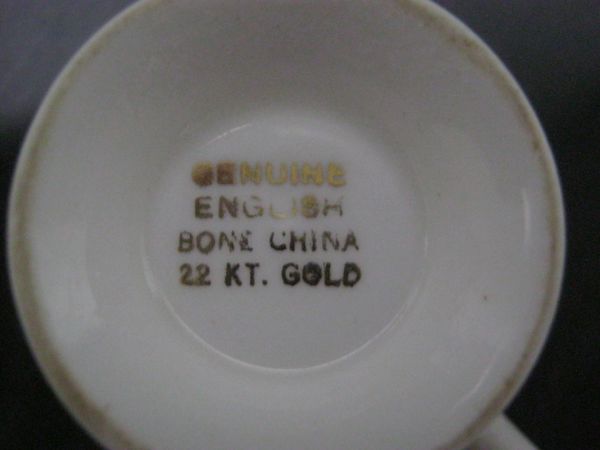 GENUINE
ENGLISH
BONE CHINA
22 KT. GOLD